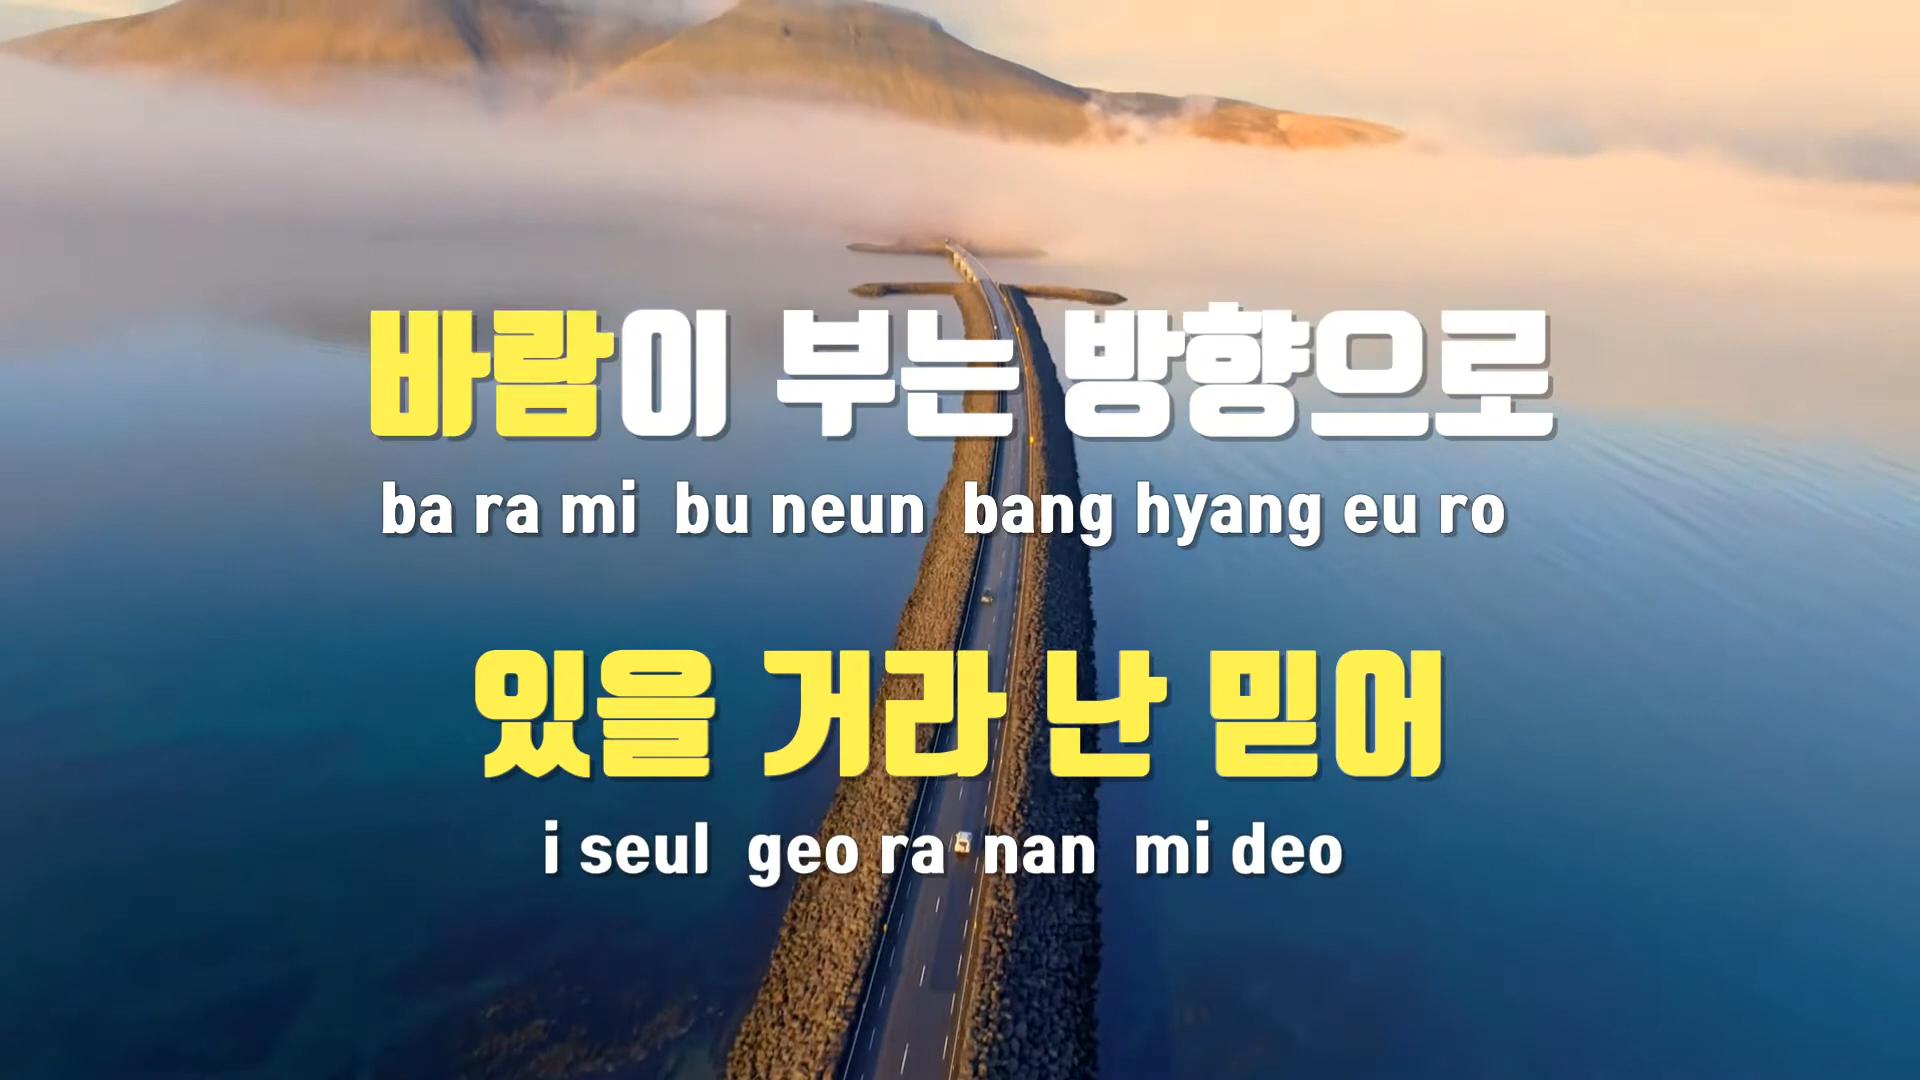 바람이 부는 방향으로
ba ra mi bu neun bang hyang eu ro
있을 거라 난 믿어
i seul geo ra nan mi deo